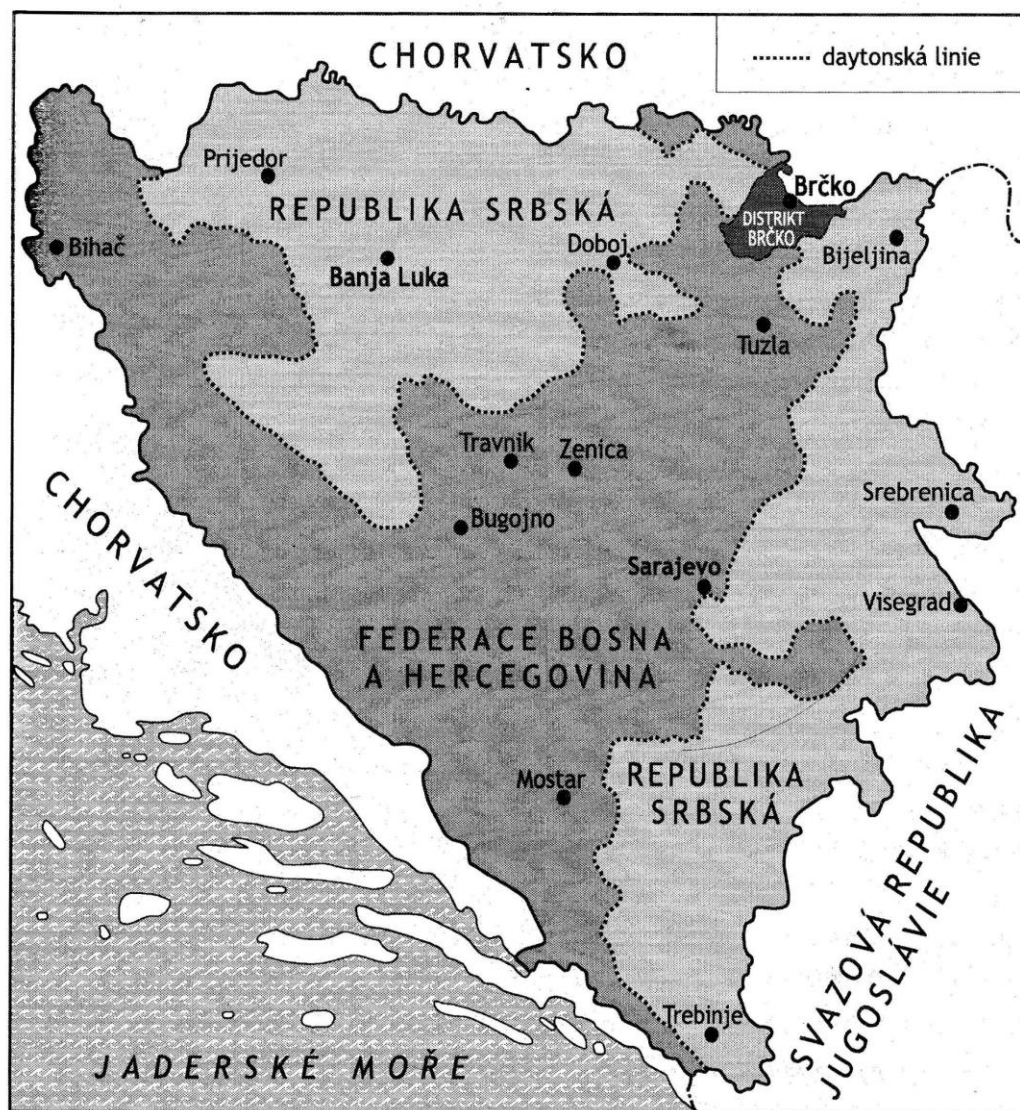 CHORVATSKO
daytonská linie
Prijedor
REPUBLIKA SRBSKÁ
Brčko
DISTRIKT
BRČKO
Bihač
Banja Luka
Doboj
Bijeljina
Tuzla
Travnik
Zenica
Srebrenica
Bugojno
CHORVATSKO
Sarajevo
Visegrad
FEDERACE BOSNA
A HERCEGOVINA
Mostar
REPUBLIKA
SRBSKÁ
SVAZOVÁ REPUBLIKA
JUGOSLÁVIE
Trebinje
JADERSKÉ MOŘE